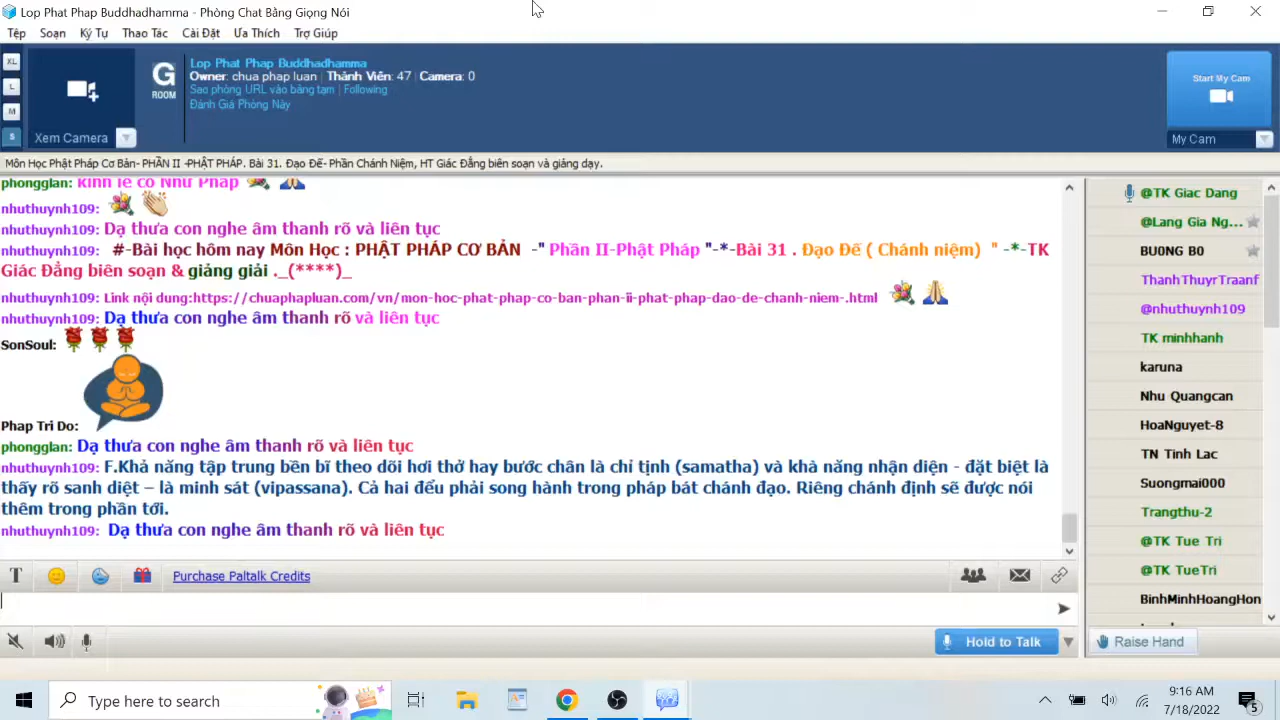 Lop Phat Phap Buddhadhamma - Phòng Chat Bằng Giọng Nói
Tệp Soạn Ký Tự Thao Tác Cài Đặt Ưa Thích Trợ Giúp
XL
L
M
S
Xem Camera
G
ROOM
Lop Phat Phap Buddhadhamma
Owner: chua phap luan | Thành Viên: 47 | Camera: 0
Sao phòng URL vào bảng tạm | Following
Đánh Giá Phòng Này
Start My Cam
My Cam
Môn Học Phật Pháp Cơ Bản- PHẦN II -PHẬT PHÁP. Bài 31. Đạo Đế- Phần Chánh Niệm, HT Giác Đẳng biên soạn và giảng dạy.
phongglan: kính lễ cô Như Pháp
nhuthuynh109:
nhuthuynh109: Dạ thưa con nghe âm thanh rõ và liên tục
nhuthuynh109: #-Bài học hôm nay Môn Học : PHẬT PHÁP CƠ BẢN -" Phần II-Phật Pháp "-*-Bài 31 . Đạo Đế ( Chánh niệm) " -*-TK
Giác Đẳng biên soạn & giảng giải ._(****)_
nhuthuynh109: Link nội dung:https://chuaphapluan.com/vn/mon-hoc-phat-phap-co-ban-phan-ii-phat-phap-dao-de-chanh-niem-.html
nhuthuynh109: Dạ thưa con nghe âm thanh rõ và liên tục
SonSoul:
Phap Tri Do:
phongglan: Dạ thưa con nghe âm thanh rõ và liên tục
nhuthuynh109: F.Khả năng tập trung bền bĩ theo dõi hơi thở hay bước chân là chỉ tịnh (samatha) và khả năng nhận diện - đặt biệt là
thấy rõ sanh diệt – là minh sát (vipassana). Cả hai đểu phải song hành trong pháp bát chánh đạo. Riêng chánh định sẽ được nói
thêm trong phần tới.
nhuthuynh109: Dạ thưa con nghe âm thanh rõ và liên tục
@TK Giac Dang
@Lang Gia Ng...
BU0NG B0
ThanhThuyrTraanf
@nhuthuynh109
TK minhhanh
karuna
Nhu Quangcan
HoaNguyet-8
TN Tinh Lac
Suongmai000
Trangthu-2
@TK Tue Tri
@TK TueTri
BinhMinhHoangHon
T
Purchase Paltalk Credits
Hold to Talk
Raise Hand
Type here to search
9:16 AM
7/18/2022
5